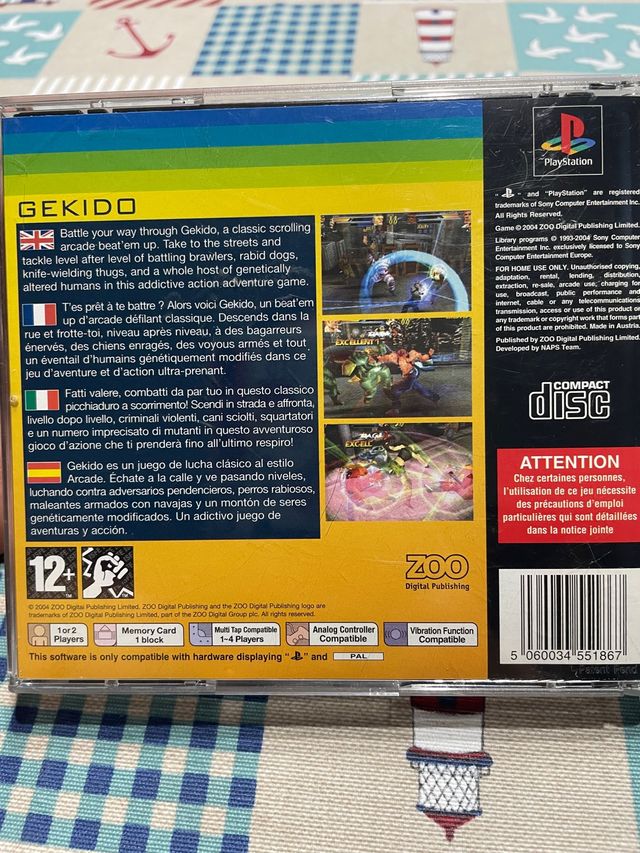 GEKIDO
Battle your way through Gekido, a classic scrolling
arcade beat'em up. Take to the streets and
tackle level after level of battling brawlers, rabid dogs,
knife-wielding thugs, and a whole host of genetically
altered humans in this addictive action adventure game.
T'es prêt à te battre ? Alors voici Gekido, un beat'em
up d'arcade défilant classique. Descends dans la
rue et frotte-toi, niveau après niveau, à des bagarreurs
énervés, des chiens enragés, des voyous armés et tout
un éventail d'humains génétiquement modifiés dans ce
jeu d'aventure et d'action ultra-prenant.
Fatti valere, combatti da par tuo in questo classico
picchiaduro a scorrimento! Scendi in strada e affronta,
livello dopo livello, criminali violenti, cani sciolti, squartatori
e un numero imprecisato di mutanti in questo avventuroso
gioco d'azione che ti prenderà fino all'ultimo respiro!
Gekido es un juego de lucha clásico al estilo
Arcade. Échate a la calle y ve pasando niveles,
luchando contra adversarios pendencieros, perros rabiosos,
maleantes armados con navajas y un montón de seres
genéticamente modificados. Un adictivo juego de
aventuras y acción.
EXCELLENT
EXCELL
12+
TM
ZOO
Digital Publishing
© 2004 ZOO Digital Publishing Limited. ZOO Digital Publishing and the ZOO Digital Publishing logo are
trademarks of ZOO Digital Publishing Limited, part of the ZOO Digital Group plc. All rights reserved.
1 or 2
Players
Memory Card
1 block
Multi Tap Compatible
1–4 Players
Analog Controller
Compatible
Vibration Function
Compatible
This software is only compatible with hardware displaying " " and PAL
PlayStation
" " and "PlayStation" are registered
trademarks of Sony Computer Entertainment Inc.
All Rights Reserved.
Game © 2004 ZOO Digital Publishing Limited.
Library programs © 1993-2004 Sony Computer
Entertainment Inc. exclusively licensed to Sony
Computer Entertainment Europe.
FOR HOME USE ONLY. Unauthorised copying,
adaptation, rental, lending, distribution,
extraction, re-sale, arcade use, charging for
use, broadcast, public performance and
internet, cable or any telecommunications
transmission, access or use of this product or
any trademark or copyright work that forms part
of this product are prohibited. Made in Austria.
Published by ZOO Digital Publishing Limited.
Developed by NAPS Team.
COMPACT
disc
ATTENTION
Chez certaines personnes,
l'utilisation de ce jeu nécessite
des précautions d'emploi
particulières qui sont détaillées
dans la notice jointe
5 060034 551867
Patent Pend